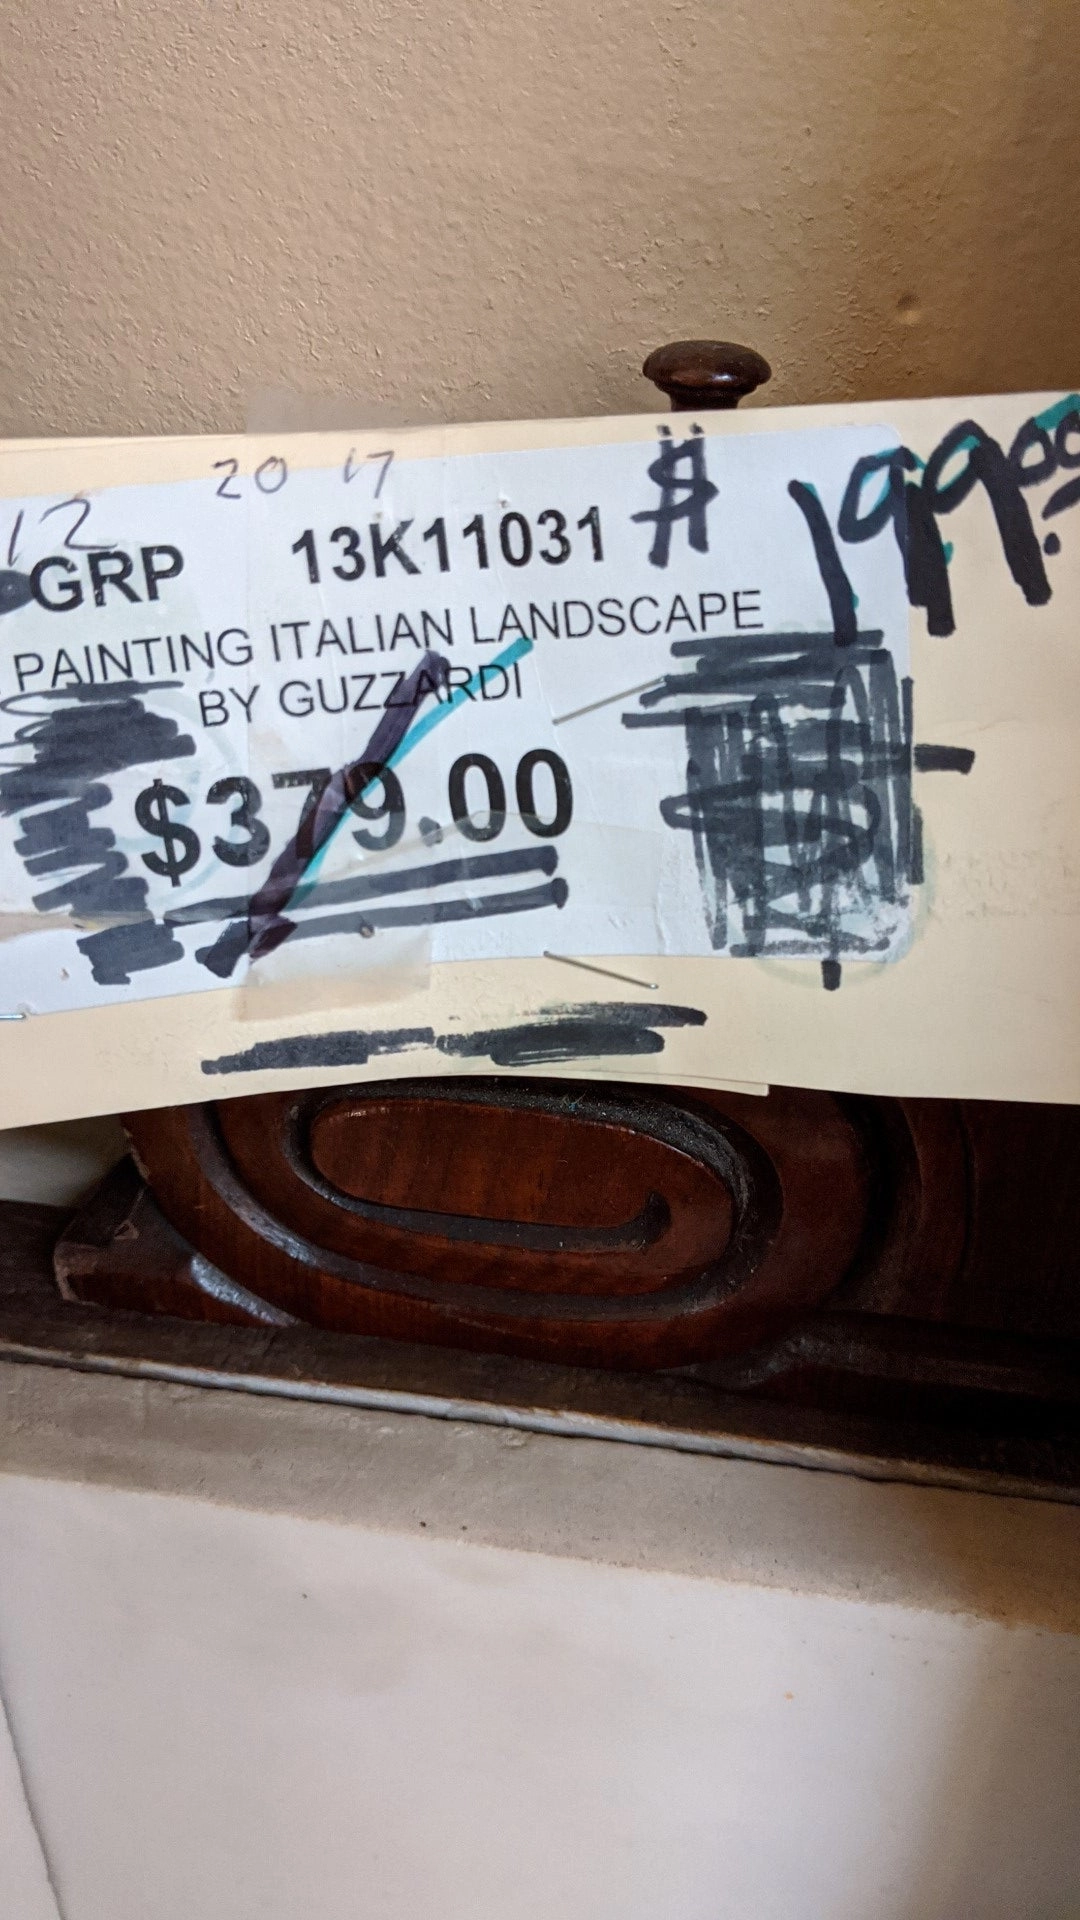 12 2017
GRP 13K11031
$199.00
PAINTING ITALIAN LANDSCAPE
BY GUZZARDI
$379.00